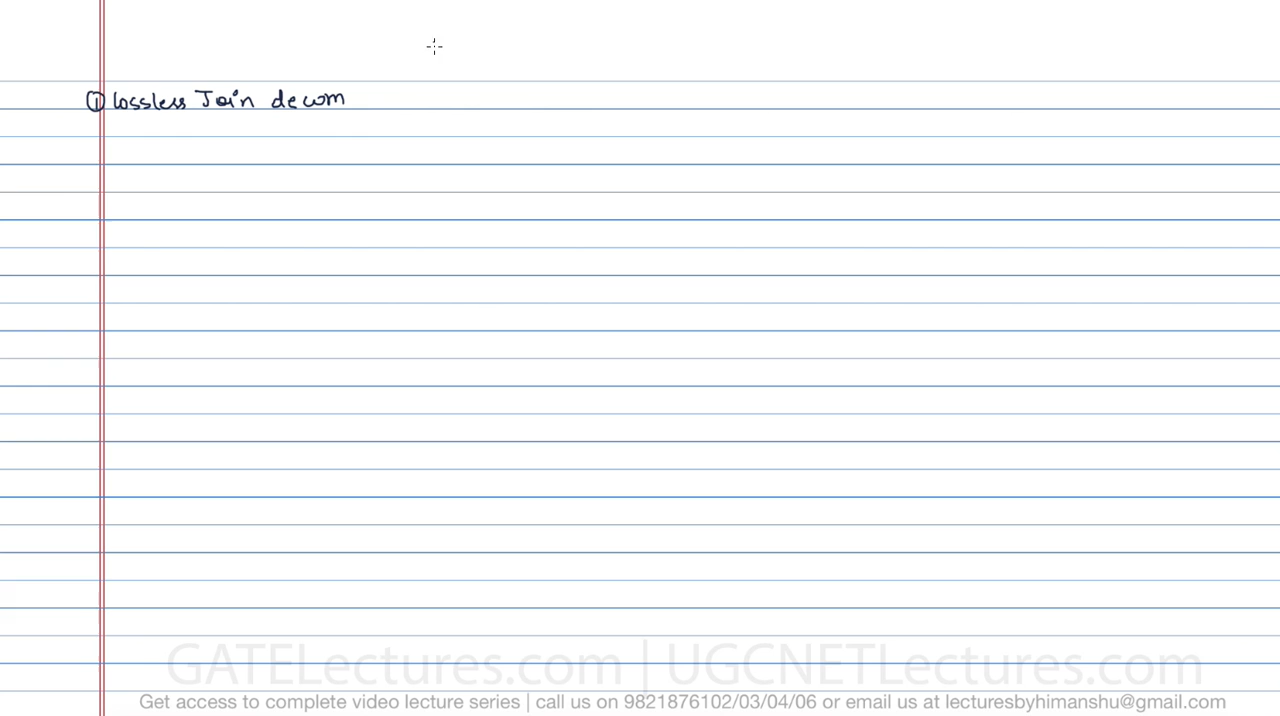 ① lossless Join decom
GATELectures.com | UGCNETLectures.com
Get access to complete video lecture series | call us on 9821876102/03/04/06 or email us at lecturesbyhimanshu@gmail.com